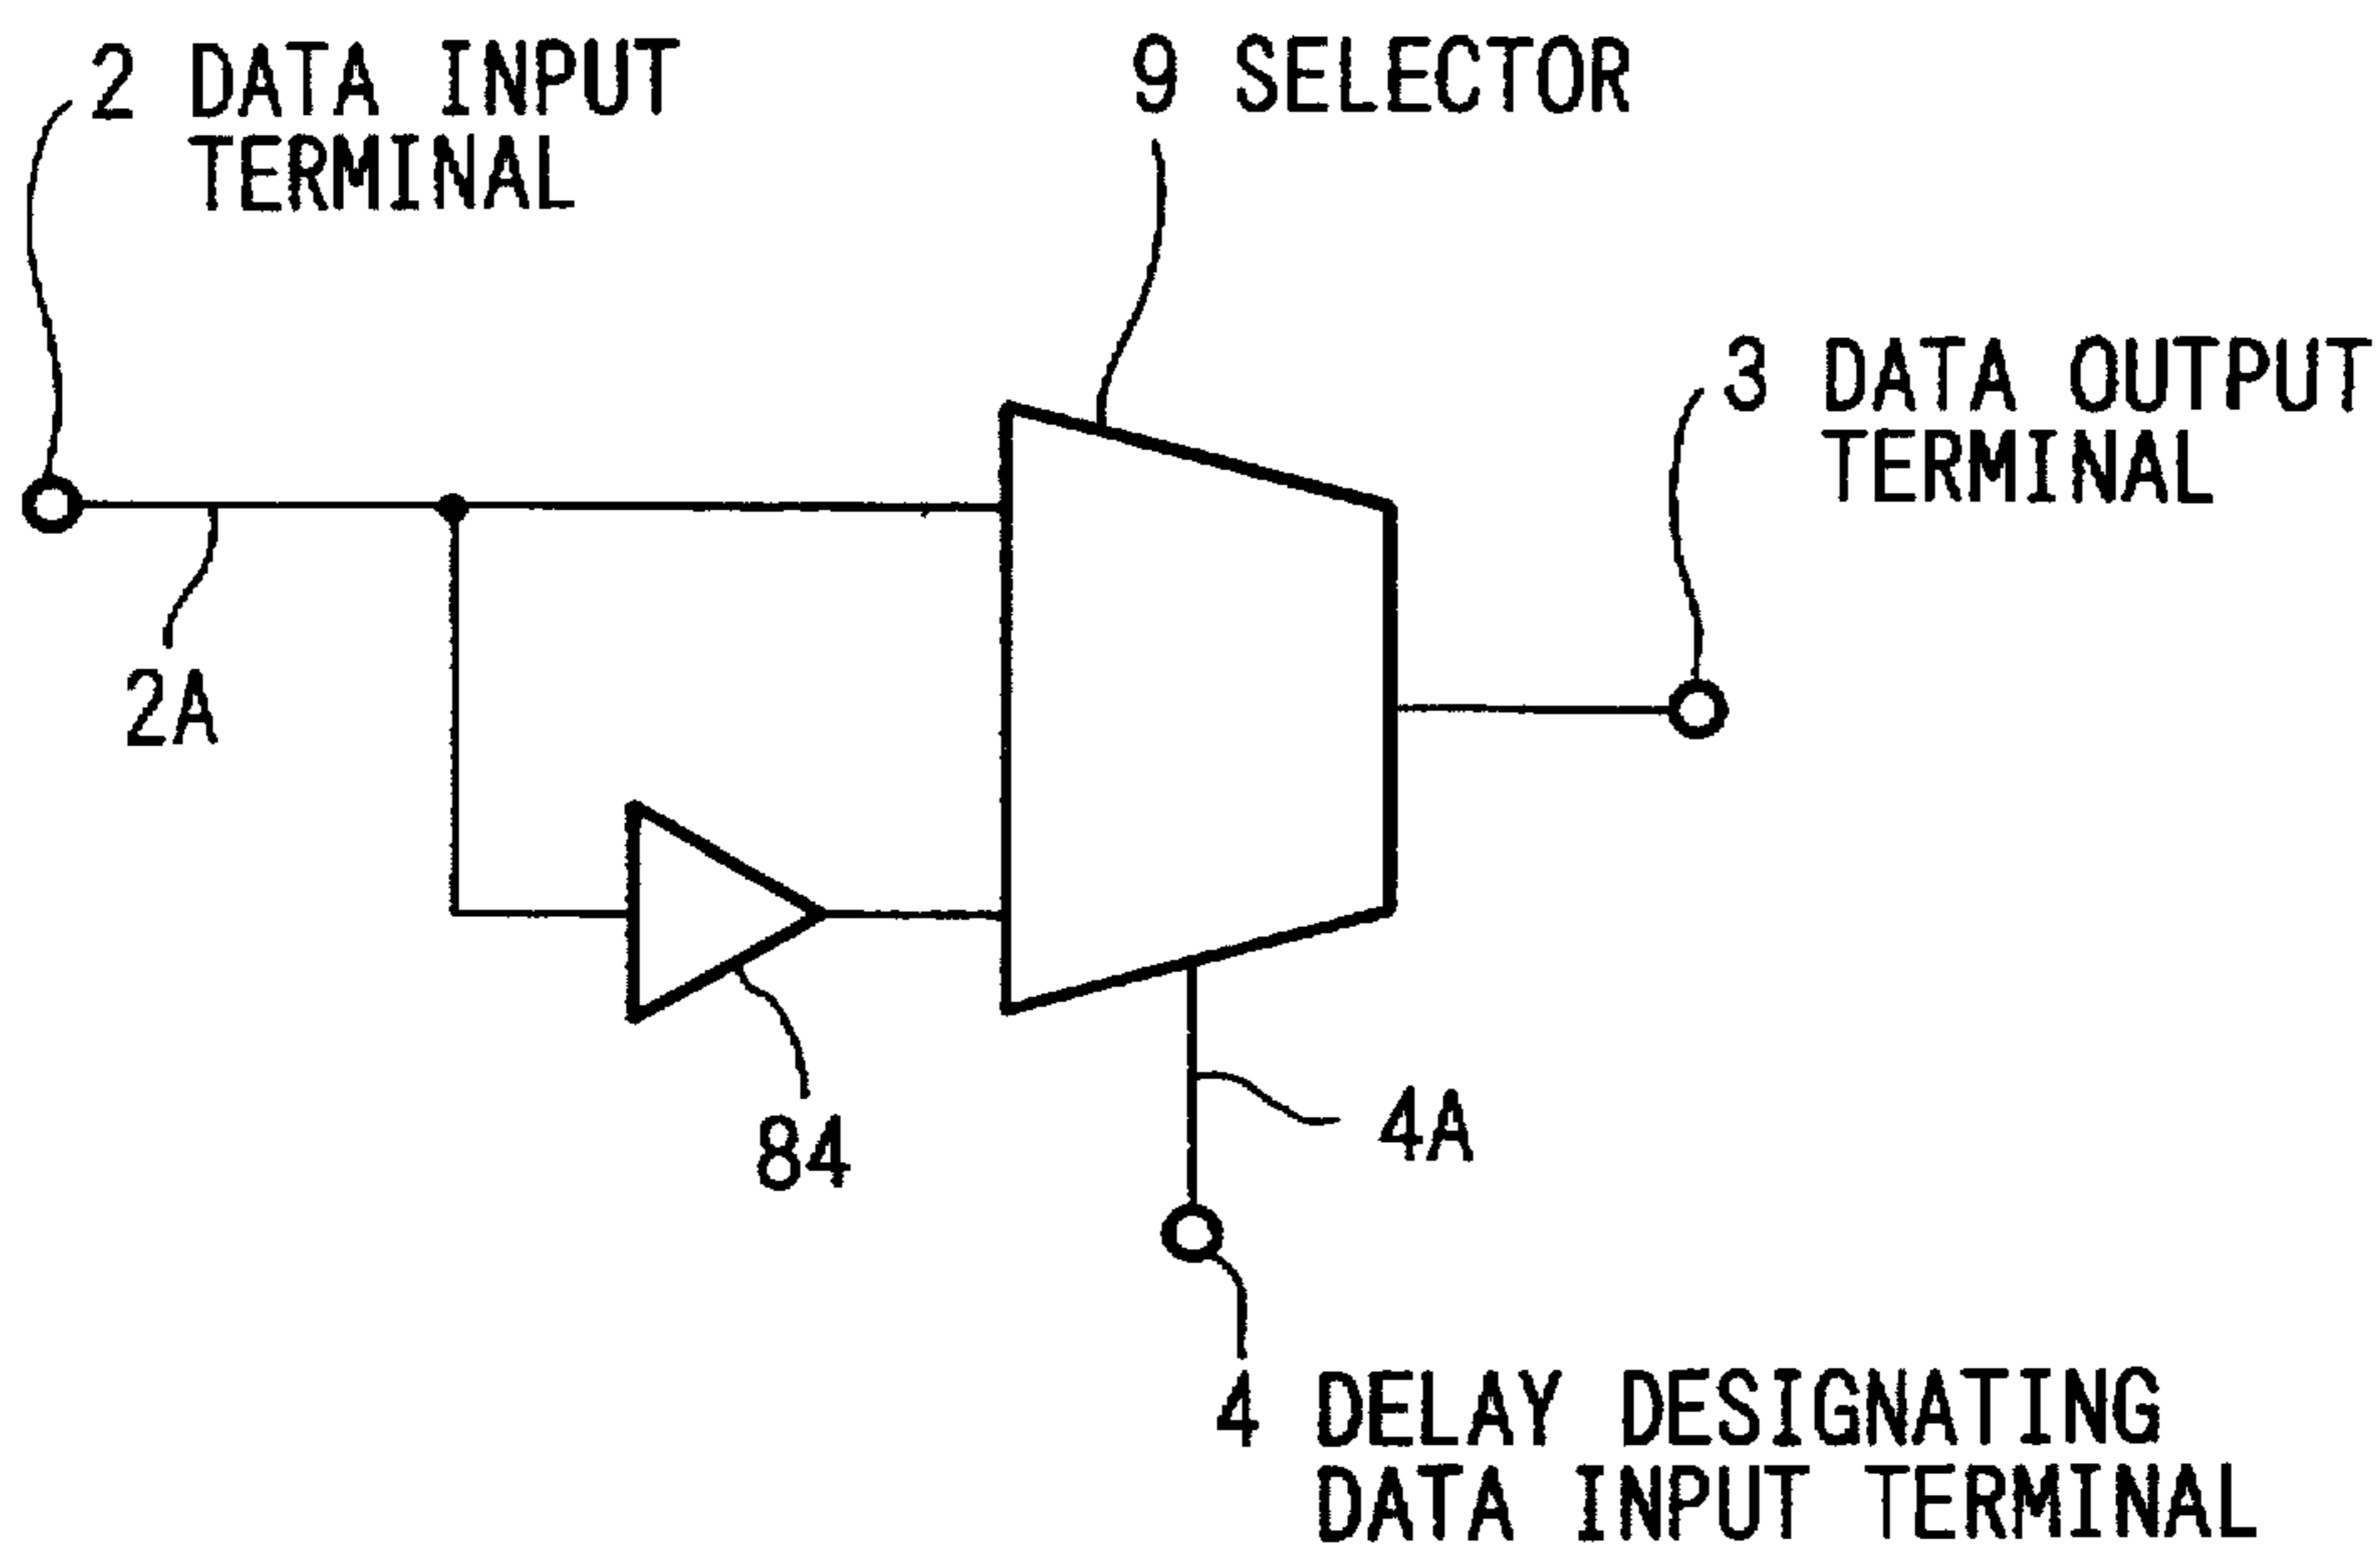 2 DATA INPUT
TERMINAL
9 SELECTOR
3 DATA OUTPUT
TERMINAL
2A
84
4A
4 DELAY DESIGNATING
DATA INPUT TERMINAL